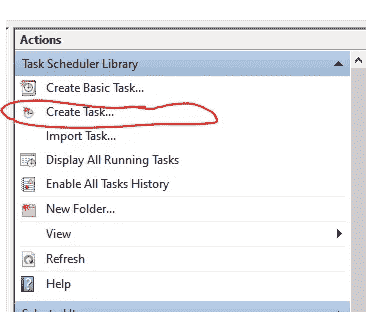 Actions
Task Scheduler Library
Create Basic Task...
Create Task...
Import Task...
Display All Running Tasks
Enable All Tasks History
New Folder...
View
Refresh
Help